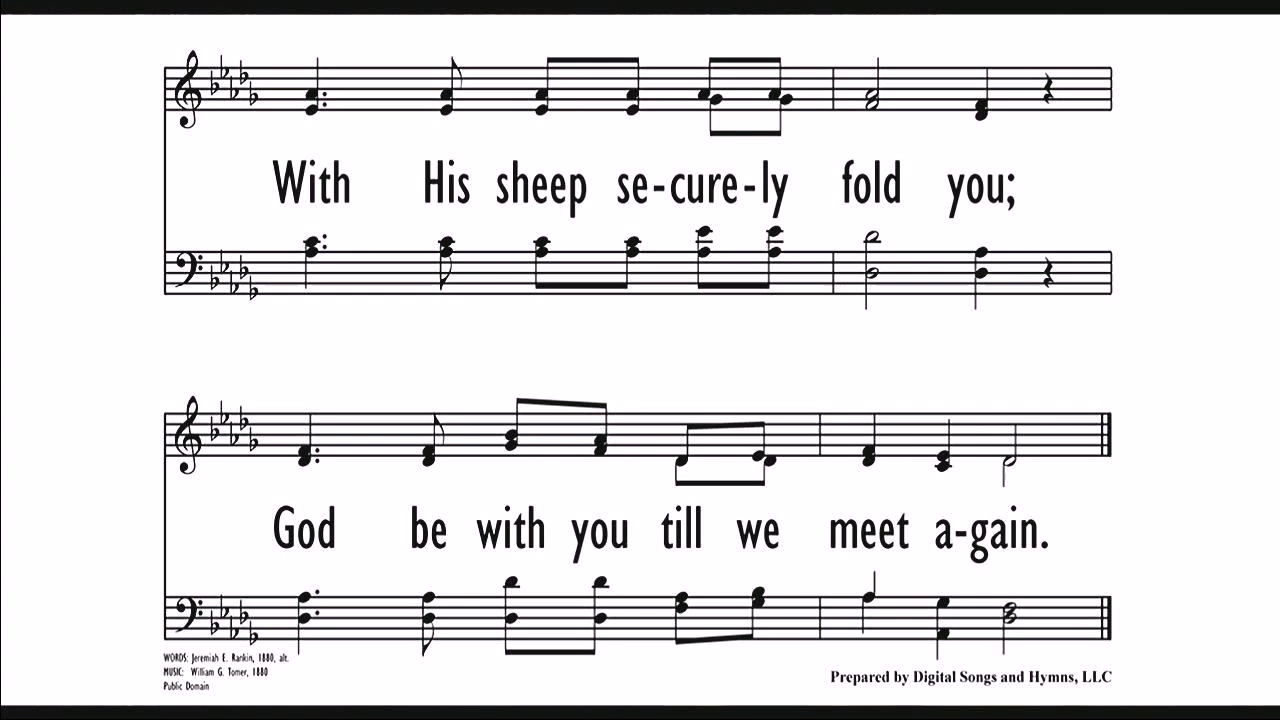 With His sheep se-cure-ly fold you;
God be with you till we meet a-gain.
WORDS: Jeremiah E. Rankin, 1880, alt.
MUSIC: William G. Tomer, 1880
Public Domain
Prepared by Digital Songs and Hymns, LLC